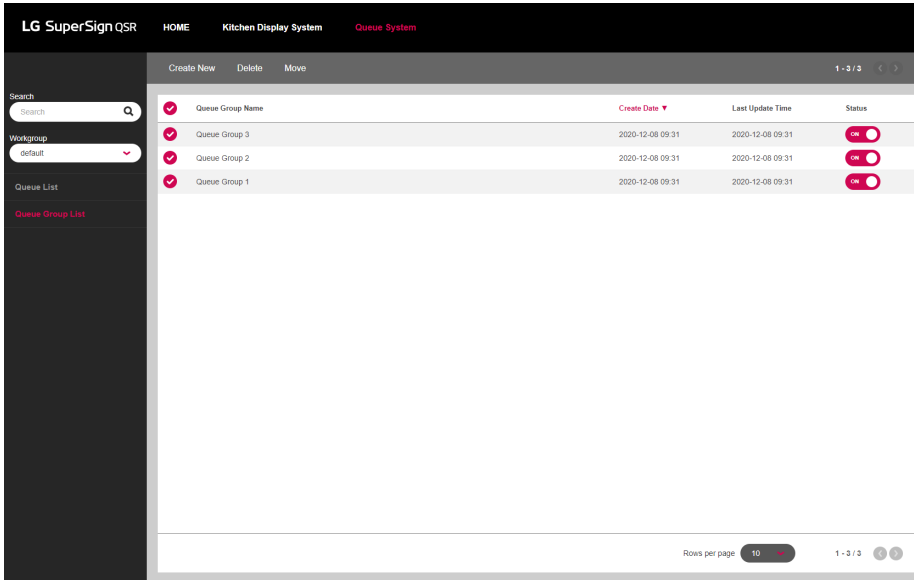 LG SuperSign QSR HOME Kitchen Display System Queue System
Create New Delete Move 1 - 3 / 3
Search
Search
Workgroup
default
Queue List
Queue Group List
Queue Group Name Create Date ▼ Last Update Time Status
Queue Group 3 2020-12-08 09:31 2020-12-08 09:31 ON
Queue Group 2 2020-12-08 09:31 2020-12-08 09:31 ON
Queue Group 1 2020-12-08 09:31 2020-12-08 09:31 ON
Rows per page 10 1 - 3 / 3